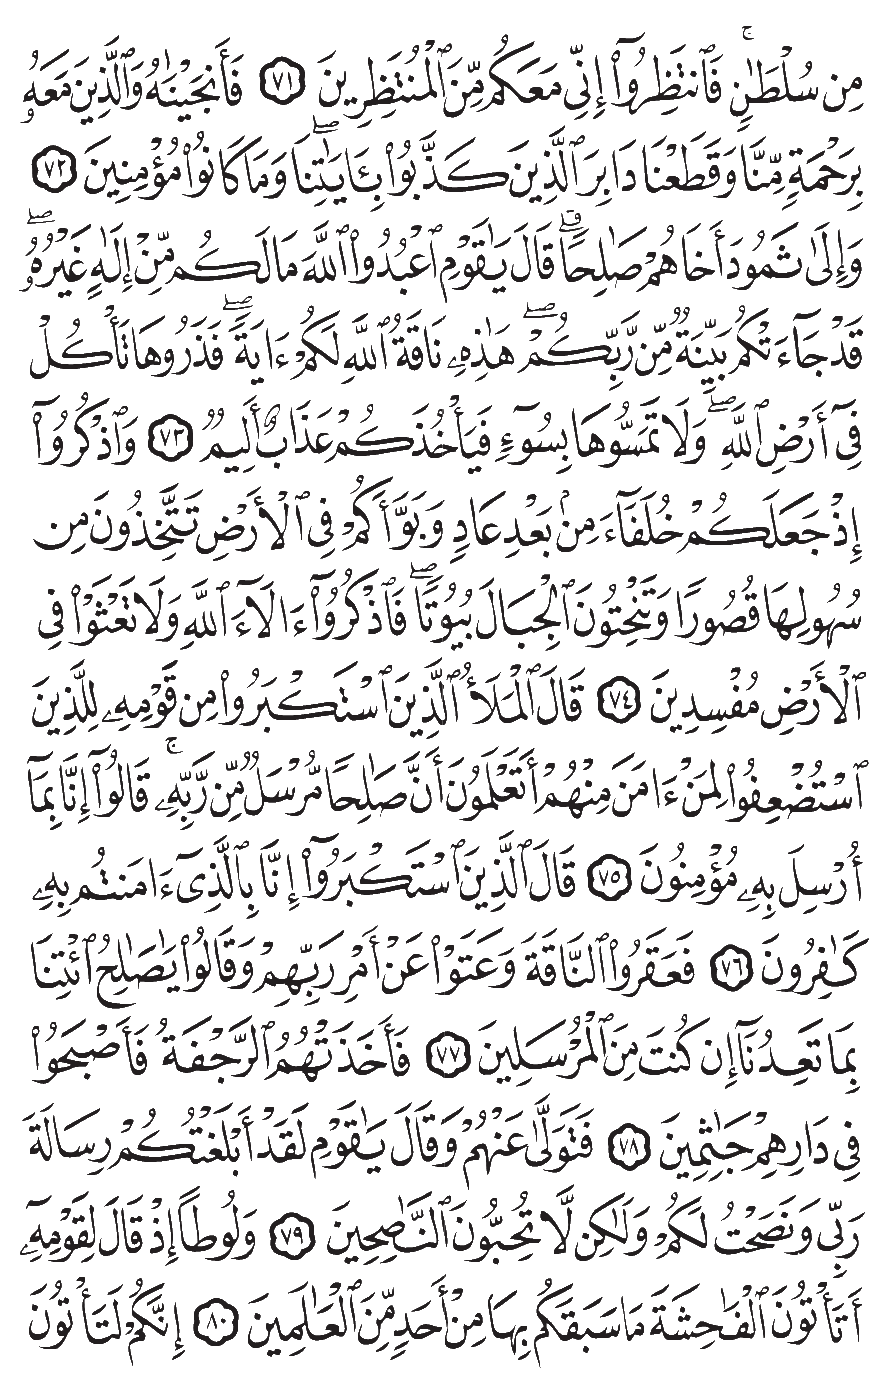 مِن سُلْطَٰنٍۚ فَٱنتَظِرُوٓاْ إِنِّي مَعَكُم مِّنَ ٱلْمُنتَظِرِينَ ٧١ فَأَنجَيْنَٰهُ وَٱلَّذِينَ مَعَهُۥ
بِرَحْمَةٍ مِّنَّا وَقَطَعْنَا دَابِرَ ٱلَّذِينَ كَذَّبُواْ بِـَٔايَٰتِنَاۖ وَمَا كَانُواْ مُؤْمِنِينَ ٧٢
وَإِلَىٰ ثَمُودَ أَخَاهُمْ صَٰلِحًاۗ قَالَ يَٰقَوْمِ ٱعْبُدُواْ ٱللَّهَ مَا لَكُم مِّنْ إِلَٰهٍ غَيْرُهُۥۖ
قَدْ جَآءَتْكُم بَيِّنَةٌ مِّن رَّبِّكُمْۖ هَٰذِهِۦ نَاقَةُ ٱللَّهِ لَكُمْ ءَايَةًۖ فَذَرُوهَا تَأْكُلْ
فِيٓ أَرْضِ ٱللَّهِۖ وَلَا تَمَسُّوهَا بِسُوٓءٍ فَيَأْخُذَكُمْ عَذَابٌ أَلِيمٌ ٧٣ وَٱذْكُرُوٓاْ
إِذْ جَعَلَكُمْ خُلَفَآءَ مِنۢ بَعْدِ عَادٍ وَبَوَّأَكُمْ فِي ٱلْأَرْضِ تَتَّخِذُونَ مِن
سُهُولِهَا قُصُورًا وَتَنْحِتُونَ ٱلْجِبَالَ بُيُوتًاۖ فَٱذْكُرُوٓاْ ءَالَآءَ ٱللَّهِ وَلَا تَعْثَوْاْ فِي
ٱلْأَرْضِ مُفْسِدِينَ ٧٤ قَالَ ٱلْمَلَأُ ٱلَّذِينَ ٱسْتَكْبَرُواْ مِن قَوْمِهِۦ لِلَّذِينَ
ٱسْتُضْعِفُواْ لِمَنْ ءَامَنَ مِنْهُمْ أَتَعْلَمُونَ أَنَّ صَٰلِحًا مُّرْسَلٌ مِّن رَّبِّهِۦۚ قَالُوٓاْ إِنَّا بِمَآ
أُرْسِلَ بِهِۦ مُؤْمِنُونَ ٧٥ قَالَ ٱلَّذِينَ ٱسْتَكْبَرُوٓاْ إِنَّا بِٱلَّذِيٓ ءَامَنتُم بِهِۦ
كَٰفِرُونَ ٧٦ فَعَقَرُواْ ٱلنَّاقَةَ وَعَتَوْاْ عَنْ أَمْرِ رَبِّهِمْ وَقَالُواْ يَٰصَٰلِحُ ٱئْتِنَا
بِمَا تَعِدُنَآ إِن كُنتَ مِنَ ٱلْمُرْسَلِينَ ٧٧ فَأَخَذَتْهُمُ ٱلرَّجْفَةُ فَأَصْبَحُواْ
فِي دَارِهِمْ جَٰثِمِينَ ٧٨ فَتَوَلَّىٰ عَنْهُمْ وَقَالَ يَٰقَوْمِ لَقَدْ أَبْلَغْتُكُمْ رِسَالَةَ
رَبِّي وَنَصَحْتُ لَكُمْ وَلَٰكِن لَّا تُحِبُّونَ ٱلنَّٰصِحِينَ ٧٩ وَلُوطًا إِذْ قَالَ لِقَوْمِهِۦٓ
أَتَأْتُونَ ٱلْفَٰحِشَةَ مَا سَبَقَكُم بِهَا مِنْ أَحَدٍ مِّنَ ٱلْعَٰلَمِينَ ٨٠ إِنَّكُمْ لَتَأْتُونَ